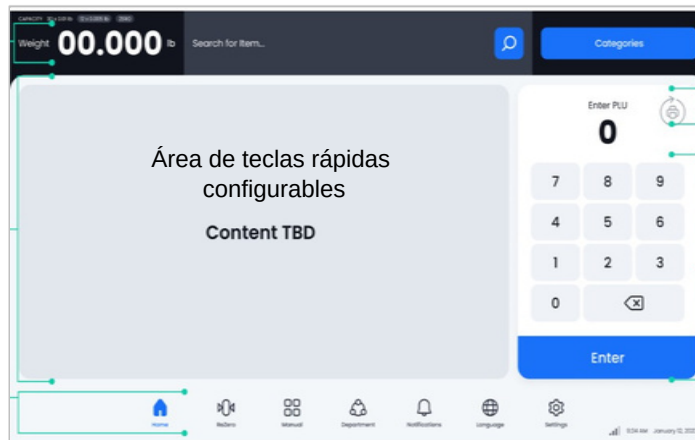 Weight 00.000 lb
Search for Item...
Categories
Enter PLU
0
Área de teclas rápidas
configurables
Content TBD
7 8 9
4 5 6
1 2 3
0
Enter
Home ReZero Manual Department Notifications Language Settings